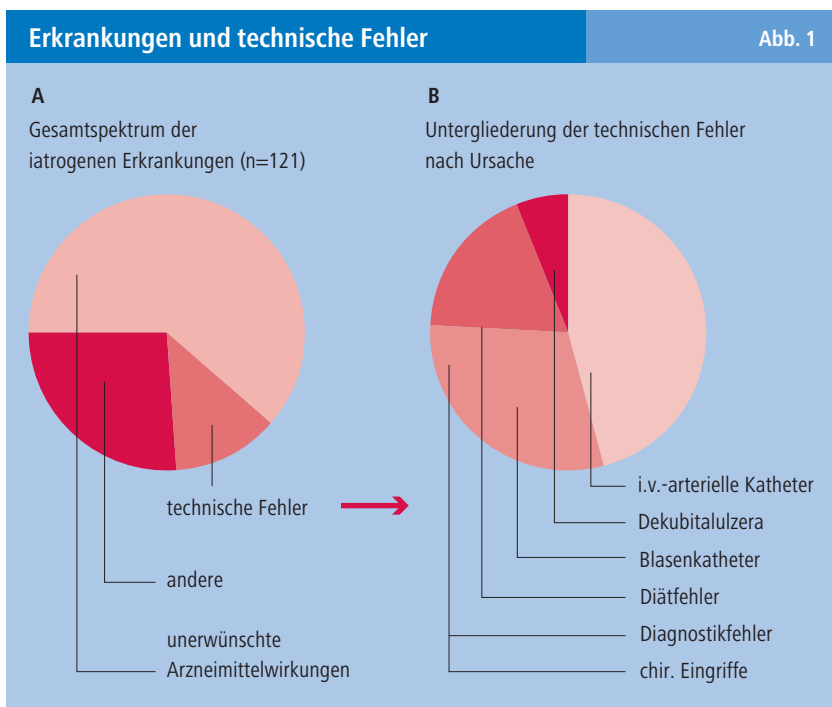 Erkrankungen und technische Fehler
Abb. 1
A
Gesamtspektrum der
iatrogenen Erkrankungen (n=121)
technische Fehler
andere
unerwünschte
Arzneimittelwirkungen
B
Untergliederung der technischen Fehler
nach Ursache
i.v.-arterielle Katheter
Dekubitalulzera
Blasenkatheter
Diätfehler
Diagnostikfehler
chir. Eingriffe